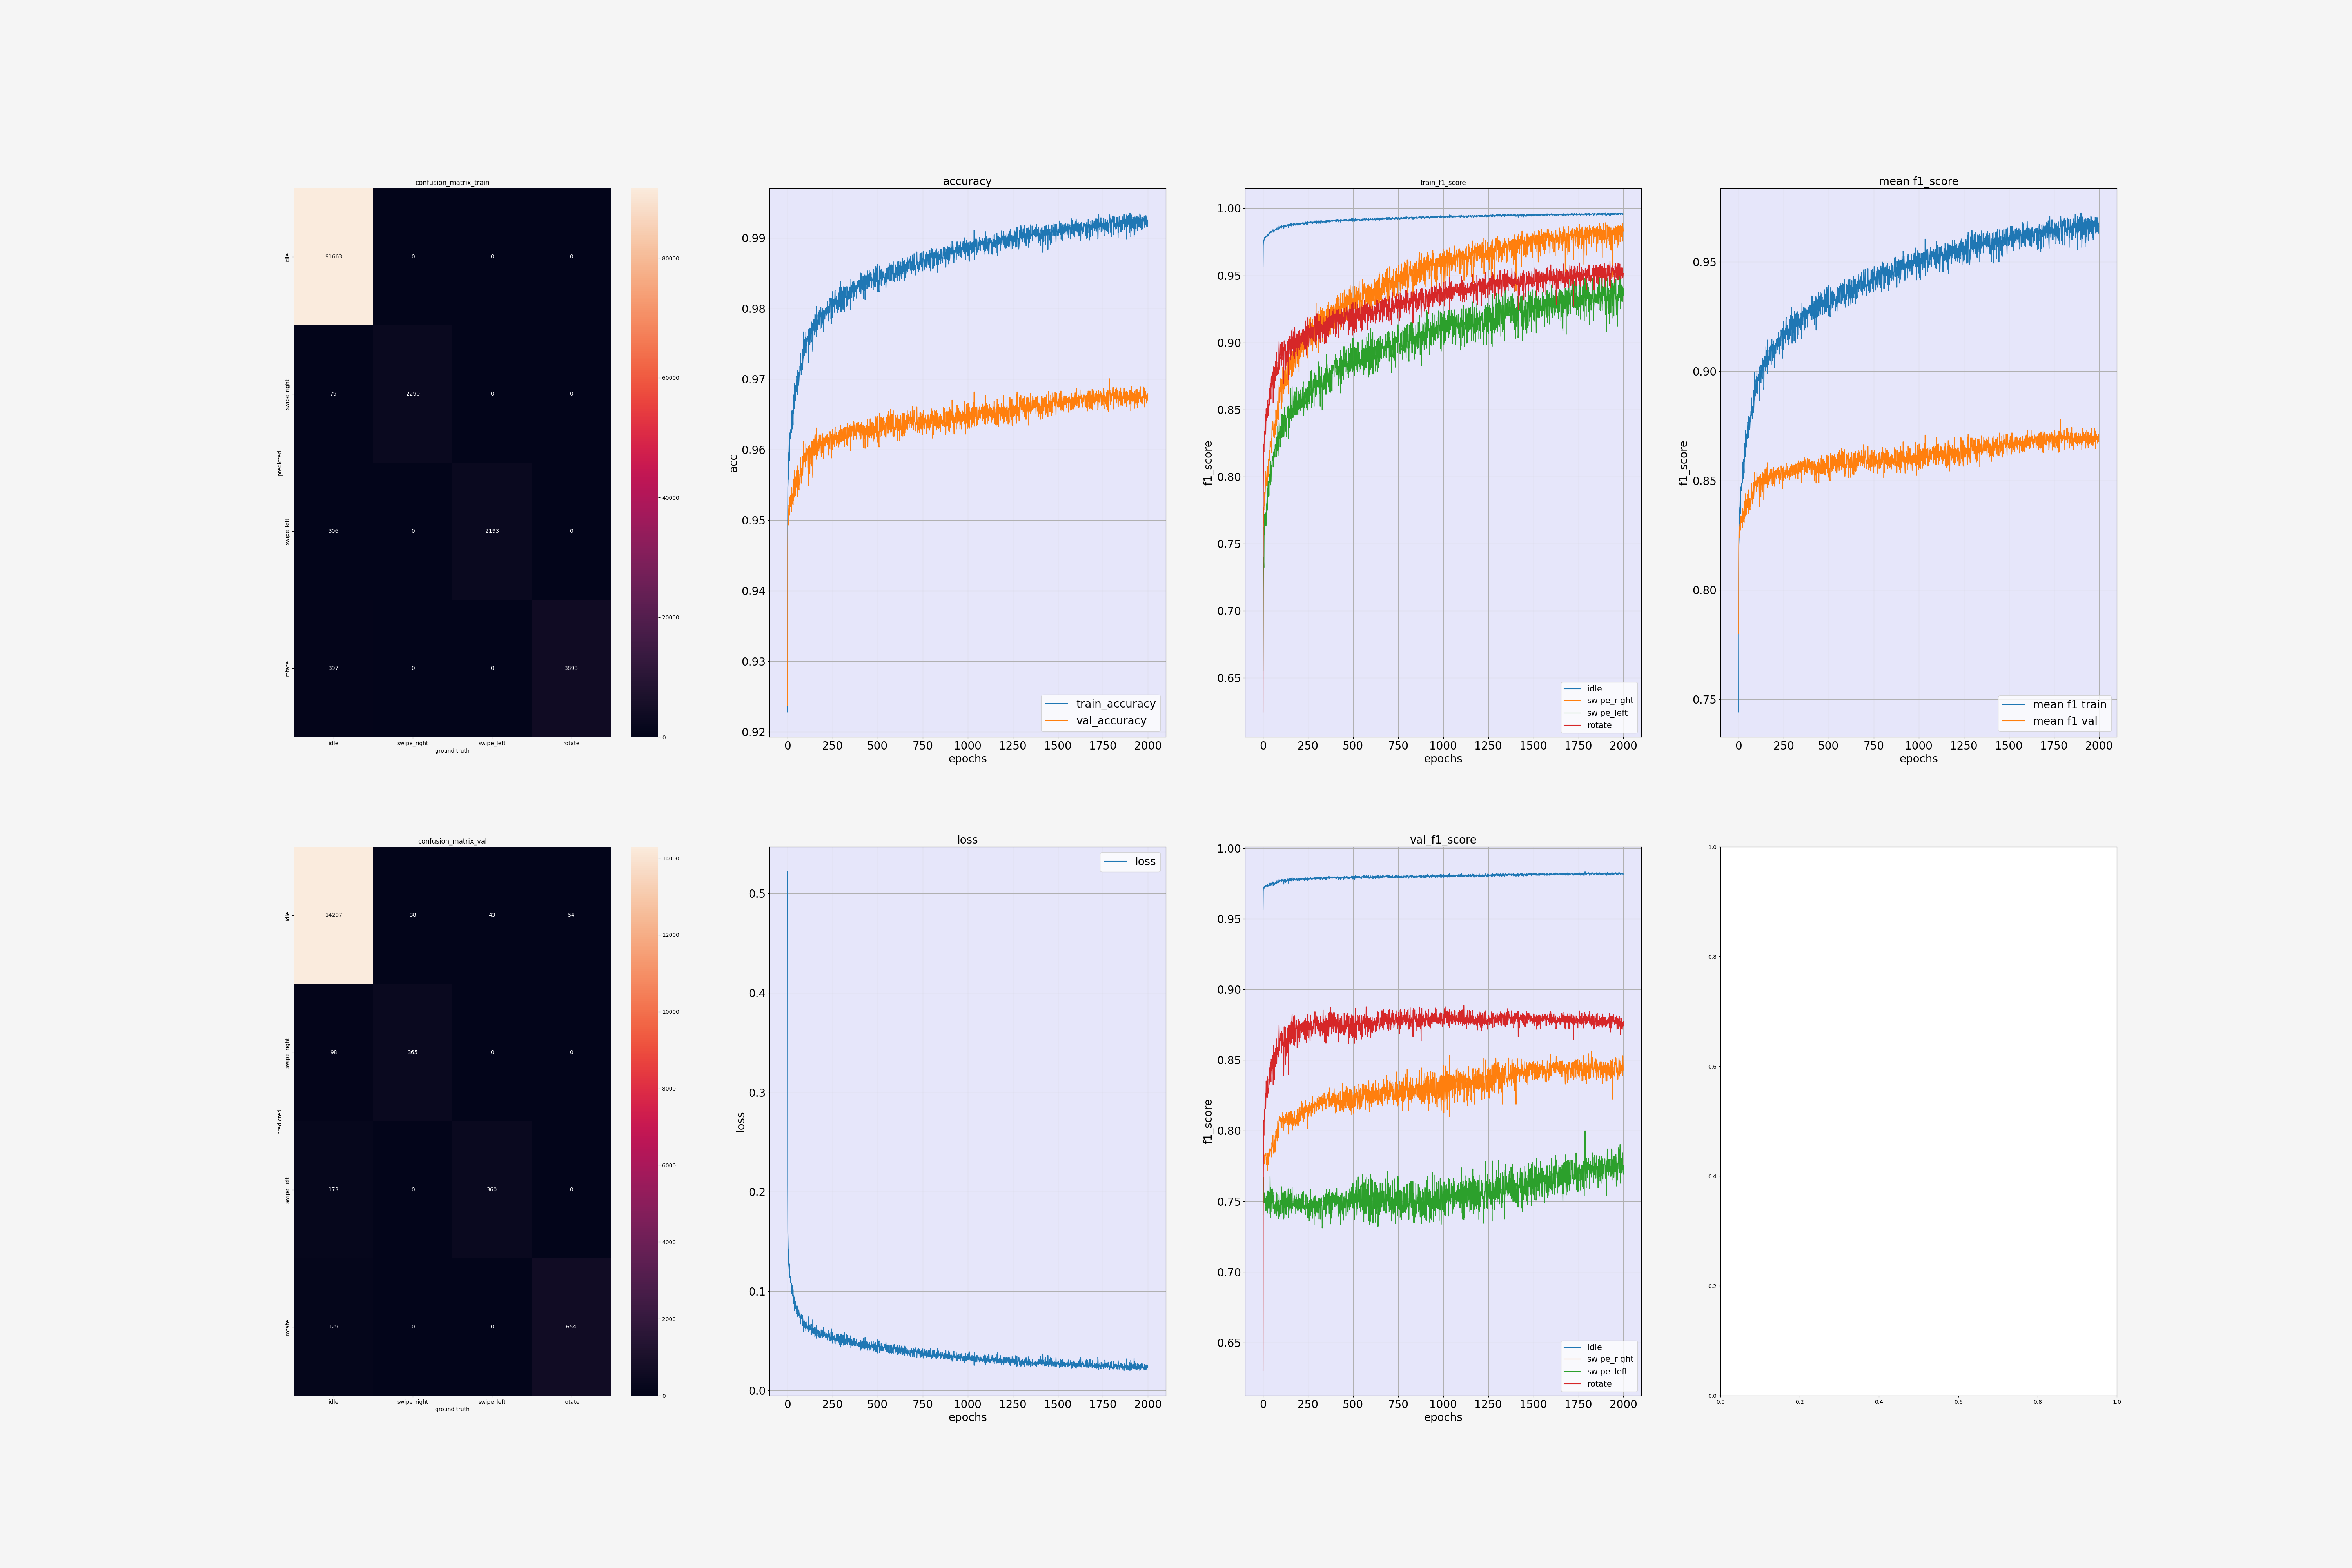 confusion_matrix_train
idle
swipe_right
predicted
swipe_left
rotate
91663 0 0 0
79 2290 0 0
306 0 2193 0
397 0 0 3893
idle swipe_right swipe_left rotate
ground truth
80000
60000
40000
20000
0
accuracy
acc
0.99
0.98
0.97
0.96
0.95
0.94
0.93
0.92
train_accuracy
val_accuracy
0 250 500 750 1000 1250 1500 1750 2000
epochs
train_f1_score
f1_score
1.00
0.95
0.90
0.85
0.80
0.75
0.70
0.65
idle
swipe_right
swipe_left
rotate
0 250 500 750 1000 1250 1500 1750 2000
epochs
mean f1_score
f1_score
0.95
0.90
0.85
0.80
0.75
mean f1 train
mean f1 val
0 250 500 750 1000 1250 1500 1750 2000
epochs
confusion_matrix_val
idle
swipe_right
predicted
swipe_left
rotate
14297 38 43 54
98 365 0 0
173 0 360 0
129 0 0 654
idle swipe_right swipe_left rotate
ground truth
14000
12000
10000
8000
6000
4000
2000
0
loss
loss
loss
0.5
0.4
0.3
0.2
0.1
0.0
0 250 500 750 1000 1250 1500 1750 2000
epochs
val_f1_score
f1_score
1.00
0.95
0.90
0.85
0.80
0.75
0.70
0.65
idle
swipe_right
swipe_left
rotate
0 250 500 750 1000 1250 1500 1750 2000
epochs
1.0
0.8
0.6
0.4
0.2
0.0
0.0 0.2 0.4 0.6 0.8 1.0